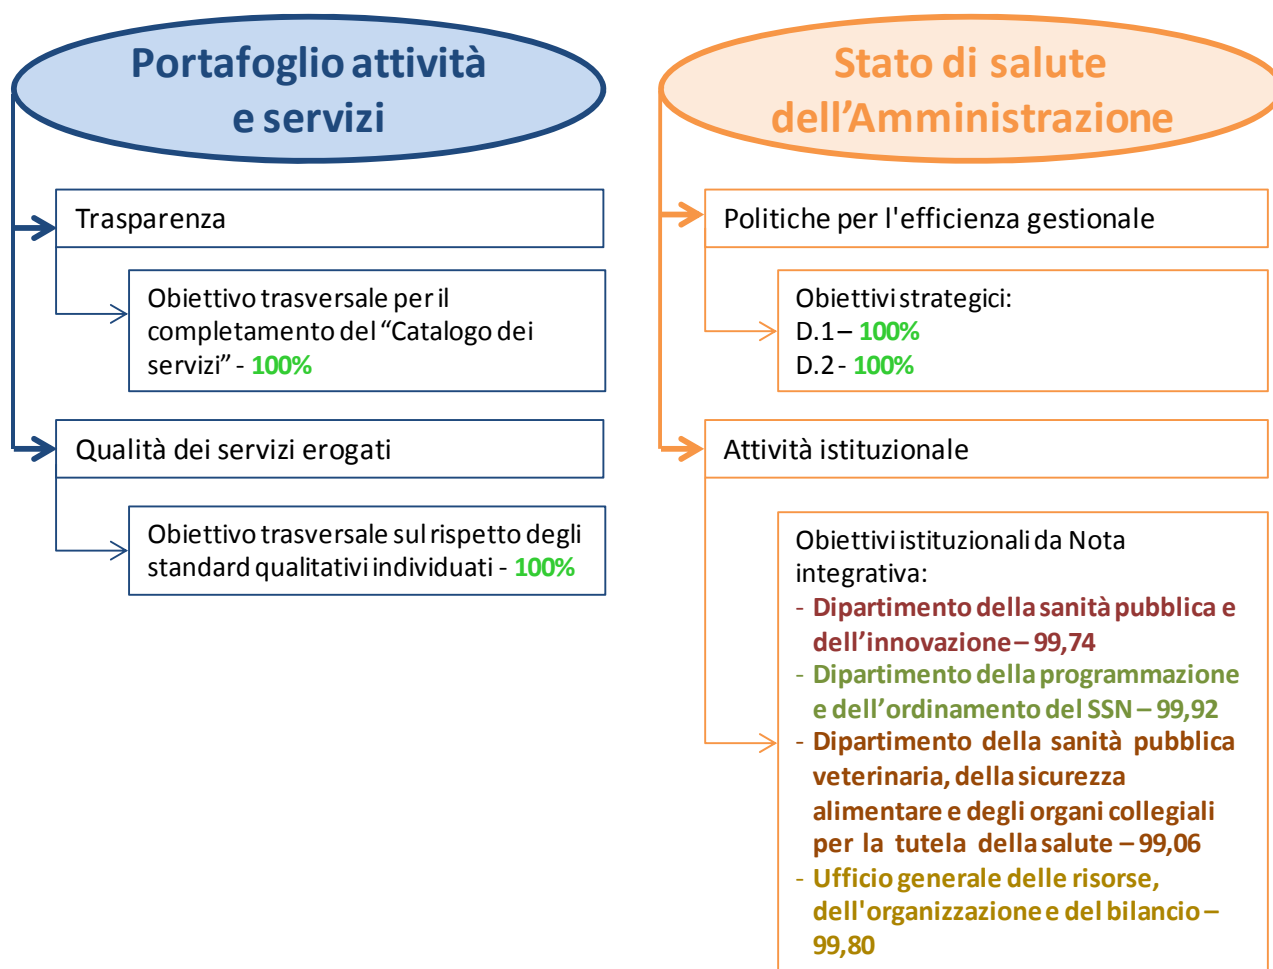 Portafoglio attività
e servizi
Trasparenza
Obiettivo trasversale per il
completamento del “Catalogo dei
servizi” - 100%
Qualità dei servizi erogati
Obiettivo trasversale sul rispetto degli
standard qualitativi individuati - 100%
Stato di salute
dell’Amministrazione
Politiche per l'efficienza gestionale
Obiettivi strategici:
D.1 – 100%
D.2 - 100%
Attività istituzionale
Obiettivi istituzionali da Nota
integrativa:
- Dipartimento della sanità pubblica e
dell’innovazione – 99,74
- Dipartimento della programmazione
e dell’ordinamento del SSN – 99,92
- Dipartimento della sanità pubblica
veterinaria, della sicurezza
alimentare e degli organi collegiali
per la tutela della salute – 99,06
- Ufficio generale delle risorse,
dell'organizzazione e del bilancio –
99,80